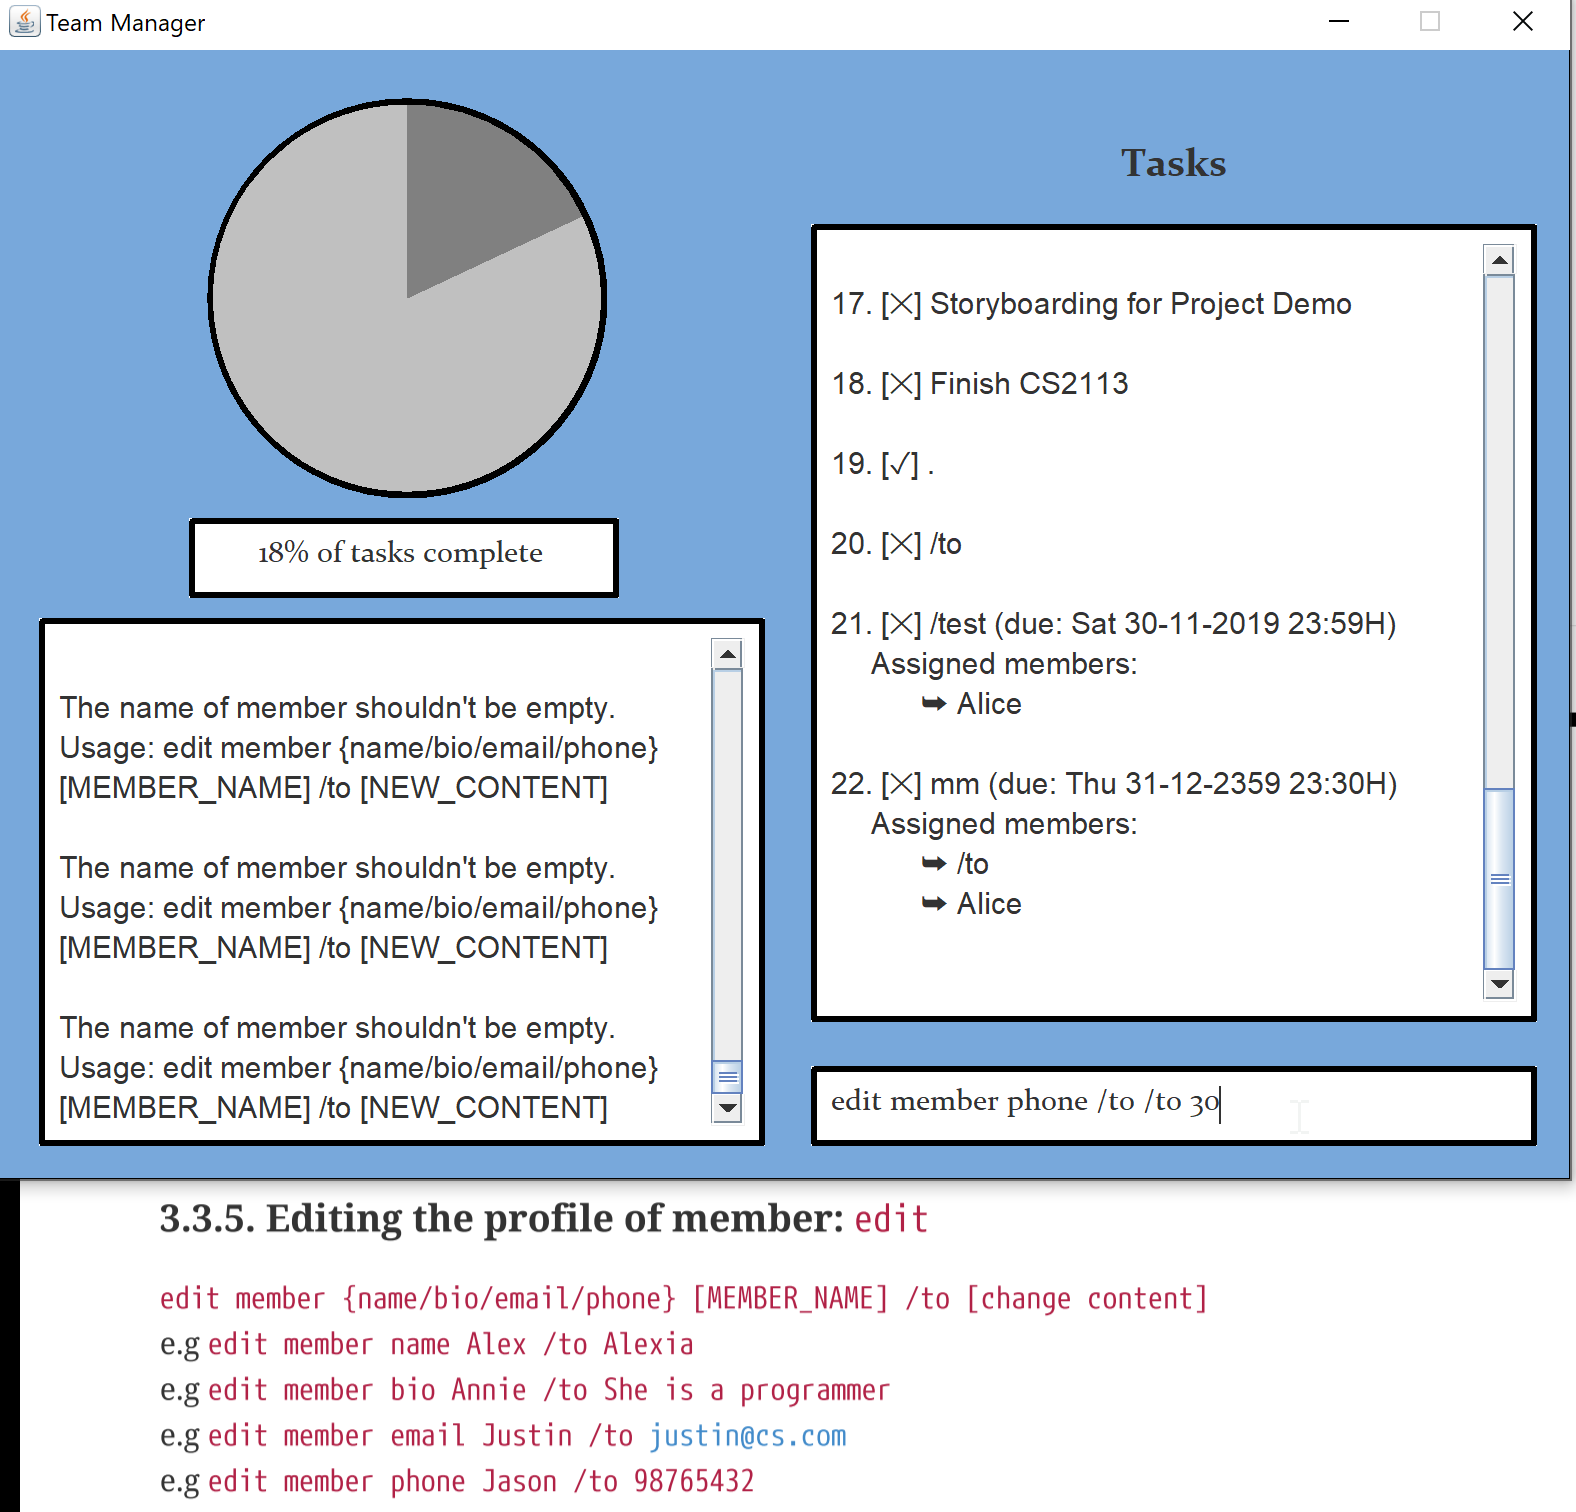 Team Manager
18% of tasks complete
The name of member shouldn't be empty.
Usage: edit member {name/bio/email/phone}
[MEMBER_NAME] /to [NEW_CONTENT]
The name of member shouldn't be empty.
Usage: edit member {name/bio/email/phone}
[MEMBER_NAME] /to [NEW_CONTENT]
The name of member shouldn't be empty.
Usage: edit member {name/bio/email/phone}
[MEMBER_NAME] /to [NEW_CONTENT]
Tasks
17. [✕] Storyboarding for Project Demo
18. [✕] Finish CS2113
19. [✓] .
20. [✕] /to
21. [✕] /test (due: Sat 30-11-2019 23:59H)
Assigned members:
➥ Alice
22. [✕] mm (due: Thu 31-12-2359 23:30H)
Assigned members:
➥ /to
➥ Alice
edit member phone /to /to 30
3.3.5. Editing the profile of member: edit
edit member {name/bio/email/phone} [MEMBER_NAME] /to [change content]
e.g edit member name Alex /to Alexia
e.g edit member bio Annie /to She is a programmer
e.g edit member email Justin /to justin@cs.com
e.g edit member phone Jason /to 98765432